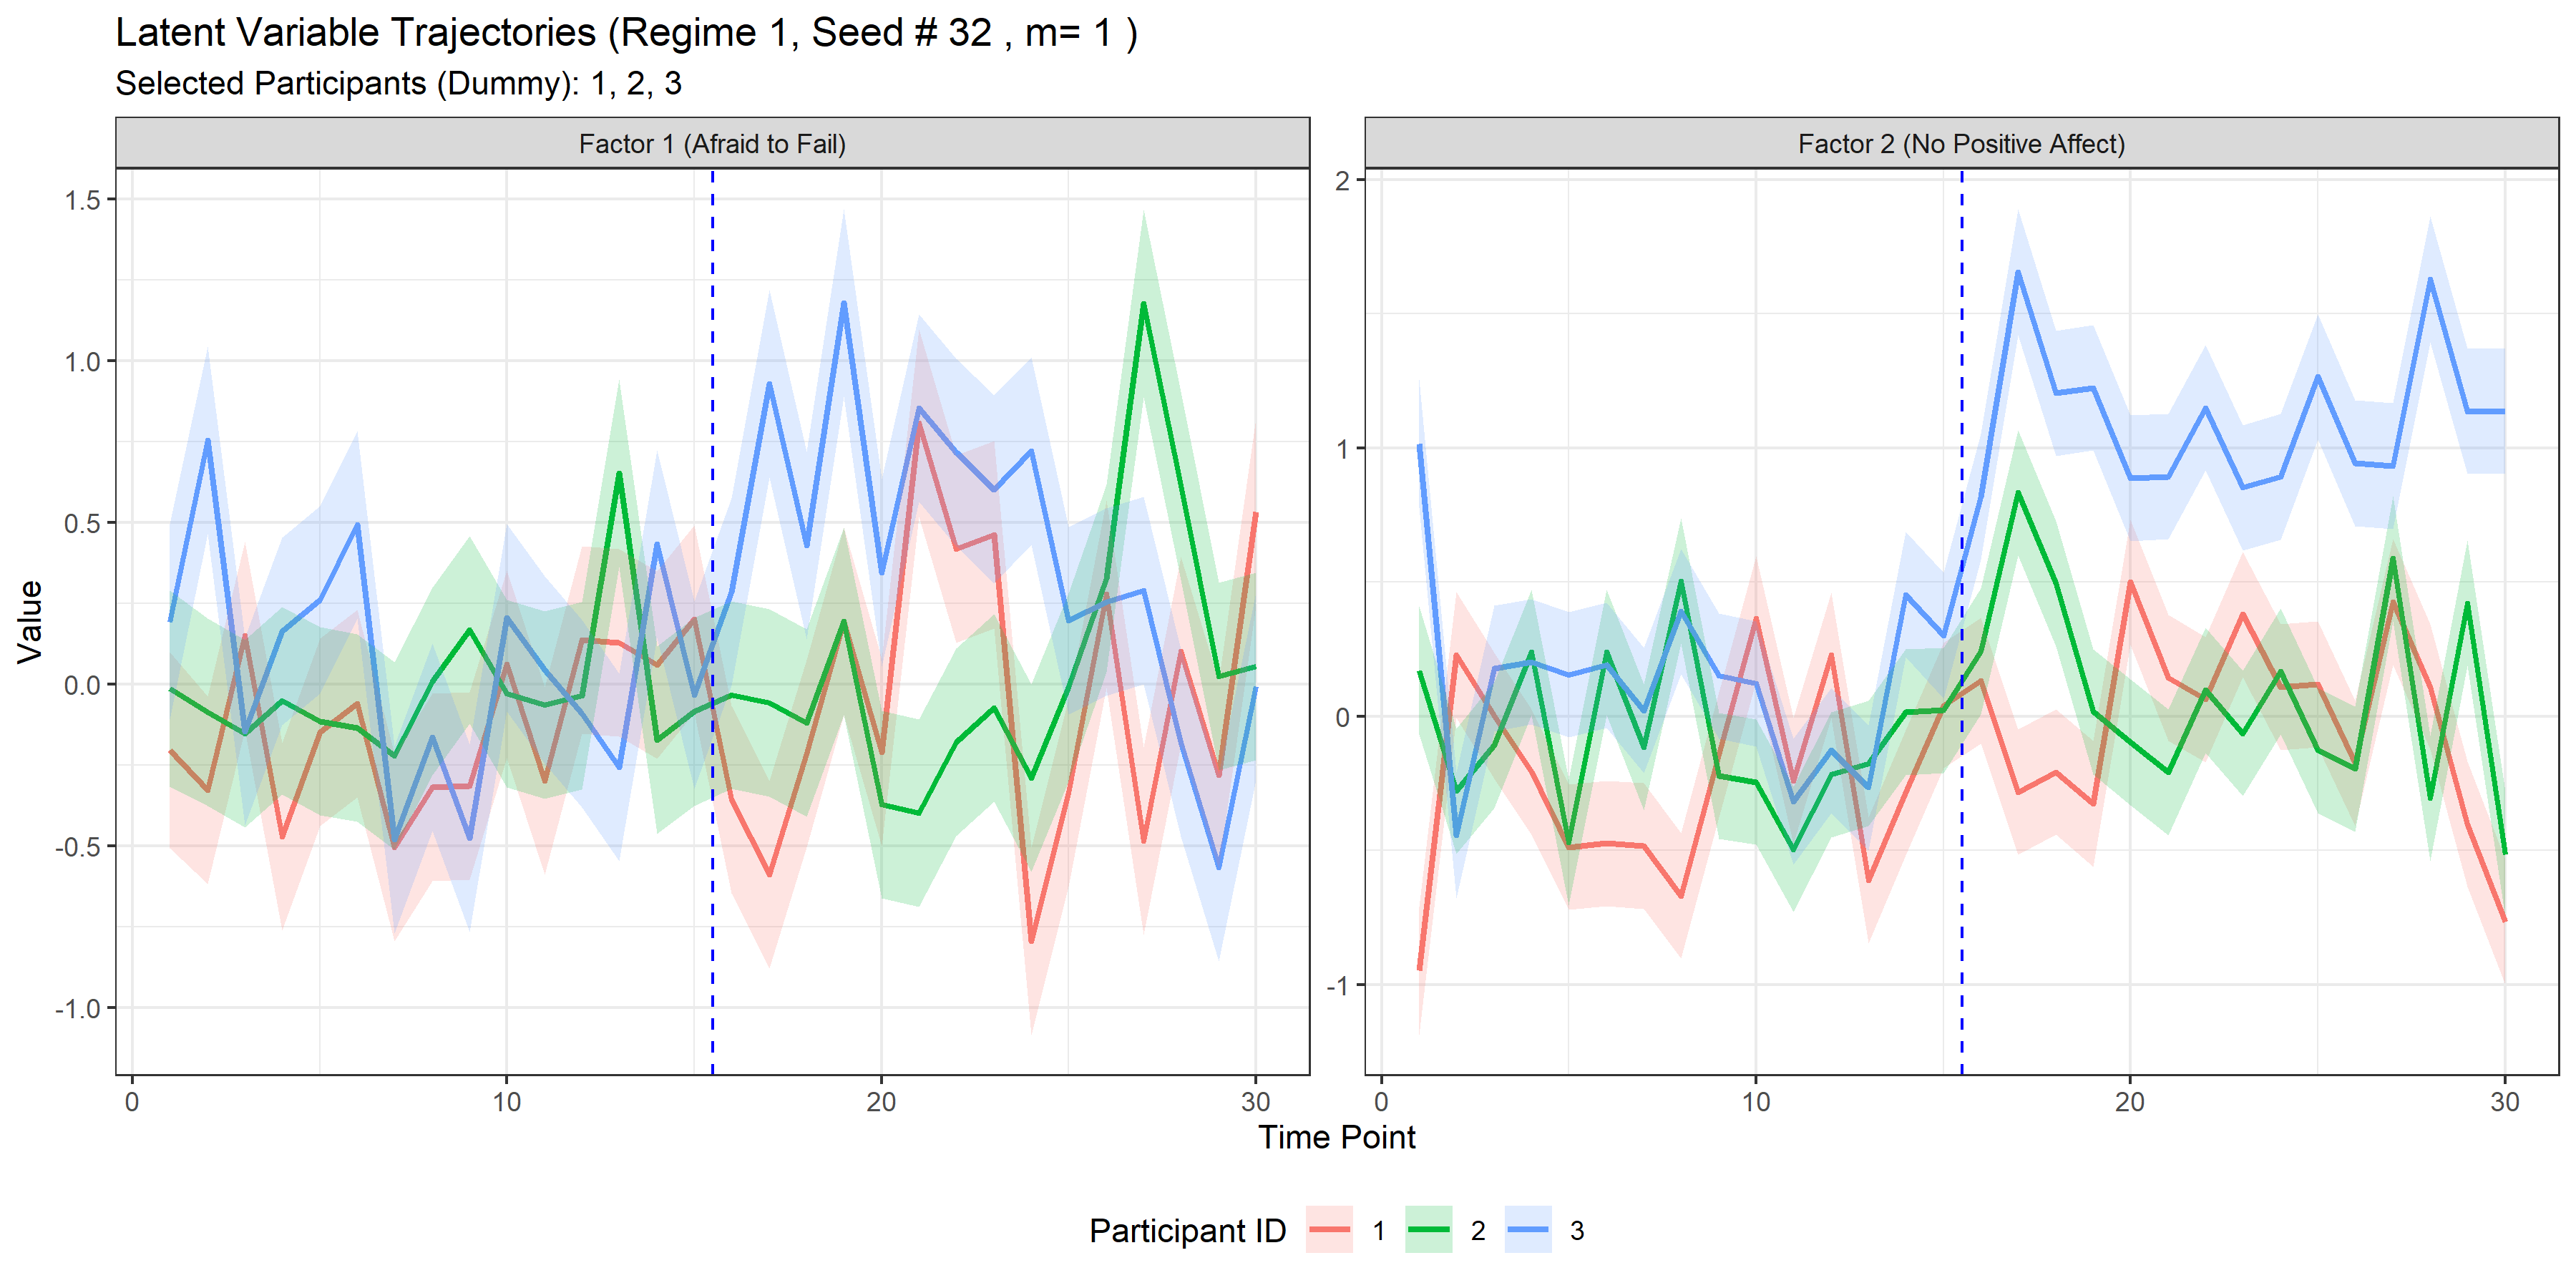 Latent Variable Trajectories (Regime 1, Seed # 32 , m= 1 )
Selected Participants (Dummy): 1, 2, 3
Factor 1 (Afraid to Fail)
Factor 2 (No Positive Affect)
Value
1.5
1.0
0.5
0.0
-0.5
-1.0
2
1
0
-1
0 10 20 30
0 10 20 30
Time Point
Participant ID 1 2 3